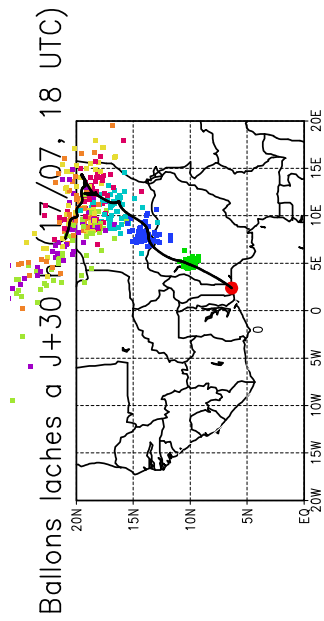 Ballons laches a J+30 (17/07, 18 UTC)
20N
15N
10N
5N
EQ
0
20W 15W 10W 5W 0 5E 10E 15E 20E